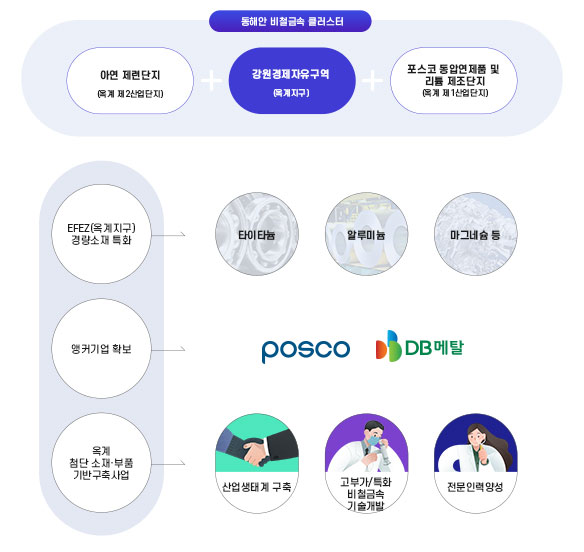 동해안 비철금속 클러스터
아연 제련단지
(옥계 제2산업단지)
강원경제자유구역
(옥계지구)
포스코 동압연제품 및
리튬 제조단지
(옥계 제1산업단지)
EFEZ(옥계지구)
경량소재 특화
타이타늄
알루미늄
마그네슘 등
앵커기업 확보
posco
DB메탈
옥계
첨단 소재·부품
기반구축사업
산업생태계 구축
고부가/특화
비철금속
기술개발
전문인력양성